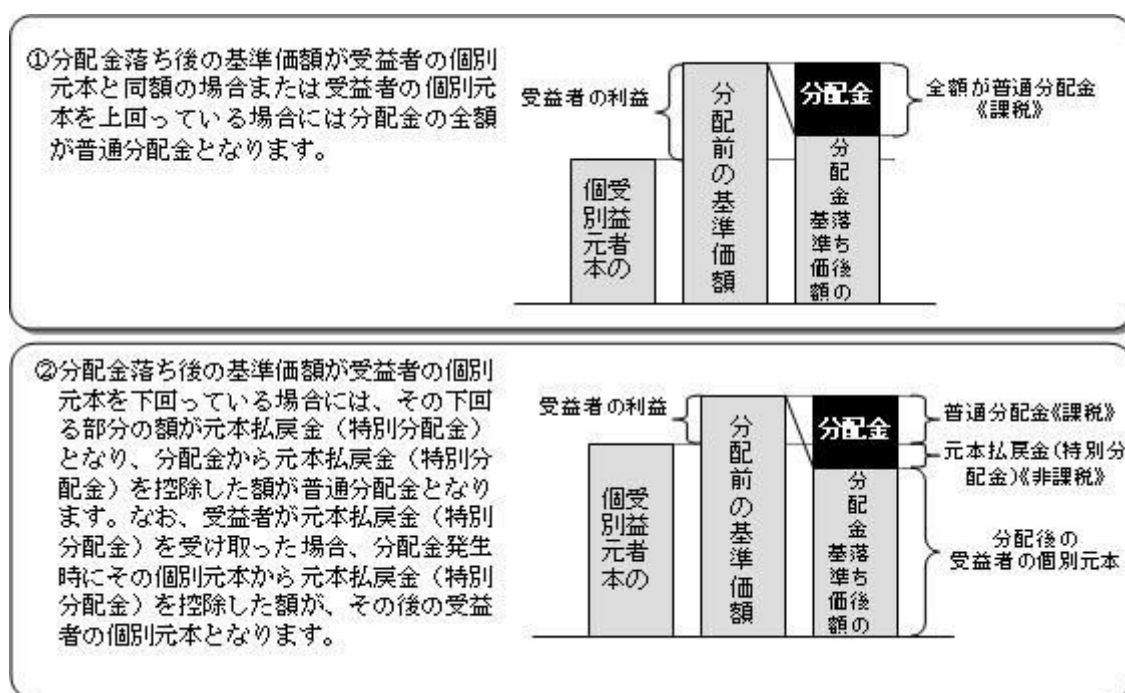 ①分配金落ち後の基準価額が受益者の個別
元本と同額の場合または受益者の個別元
本を上回っている場合には分配金の全額
が普通分配金となります。
受益者の利益
受益者の
個別元本
分配前の基準価額
分配金
分配金落ち後の
基準価額
全額が普通分配金
《課税》
②分配金落ち後の基準価額が受益者の個別
元本を下回っている場合には、その下回
る部分の額が元本払戻金（特別分配金）
となり、分配金から元本払戻金（特別分
配金）を控除した額が普通分配金となり
ます。なお、受益者が元本払戻金（特別
分配金）を受け取った場合、分配金発生
時にその個別元本から元本払戻金（特別
分配金）を控除した額が、その後の受益
者の個別元本となります。
受益者の利益
受益者の
個別元本
分配前の基準価額
分配金
分配金落ち後の
基準価額
普通分配金《課税》
元本払戻金(特別分
配金)《非課税》
分配後の
受益者の個別元本